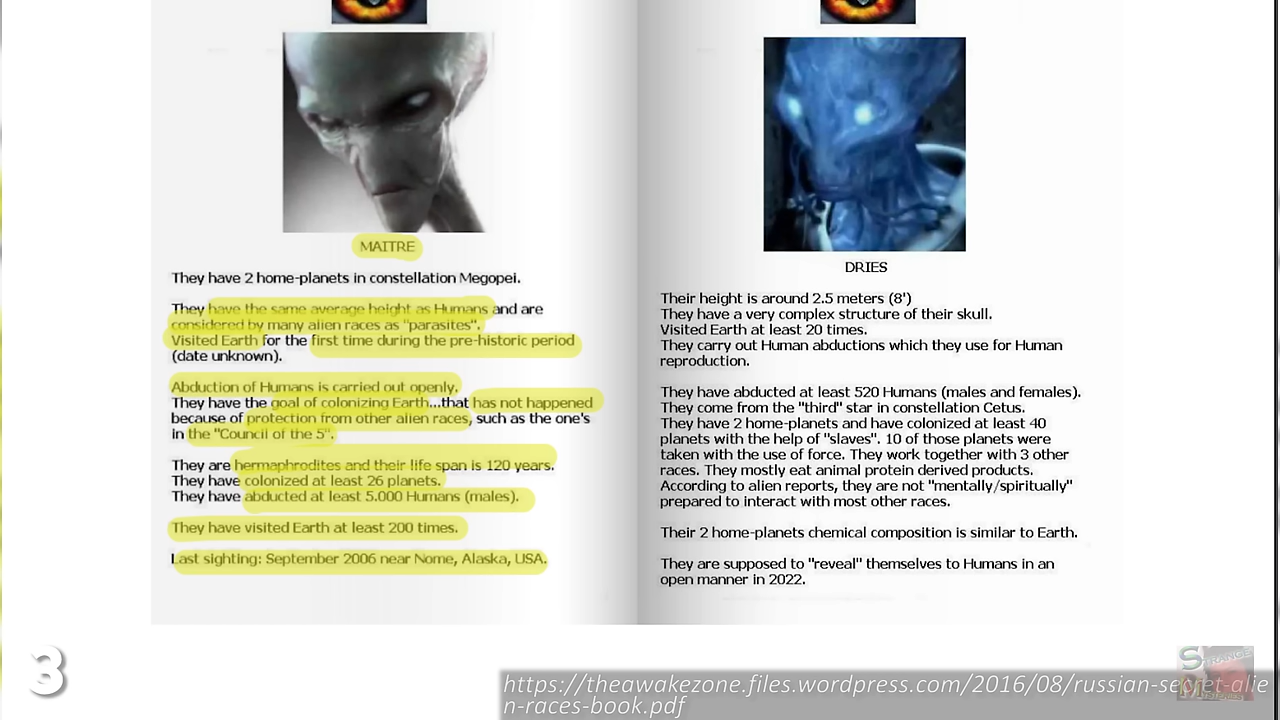 MAITRE
They have 2 home-planets in constellation Megopei.
They have the same average height as Humans and are
considered by many alien races as "parasites".
Visited Earth for the first time during the pre-historic period
(date unknown).
Abduction of Humans is carried out openly.
They have the goal of colonizing Earth...that has not happened
because of protection from other alien races, such as the one's
in the "Council of the 5".
They are hermaphrodites and their life span is 120 years.
They have colonized at least 26 planets.
They have abducted at least 5.000 Humans (males).
They have visited Earth at least 200 times.
Last sighting: September 2006 near Nome, Alaska, USA.
DRIES
Their height is around 2.5 meters (8')
They have a very complex structure of their skull.
Visited Earth at least 20 times.
They carry out Human abductions which they use for Human
reproduction.
They have abducted at least 520 Humans (males and females).
They come from the "third" star in constellation Cetus.
They have 2 home-planets and have colonized at least 40
planets with the help of "slaves". 10 of those planets were
taken with the use of force. They work together with 3 other
races. They mostly eat animal protein derived products.
According to alien reports, they are not "mentally/spiritually"
prepared to interact with most other races.
Their 2 home-planets chemical composition is similar to Earth.
They are supposed to "reveal" themselves to Humans in an
open manner in 2022.
3
https://theawakezone.files.wordpress.com/2016/08/russian-secret-alie
n-races-book.pdf
STRANGE